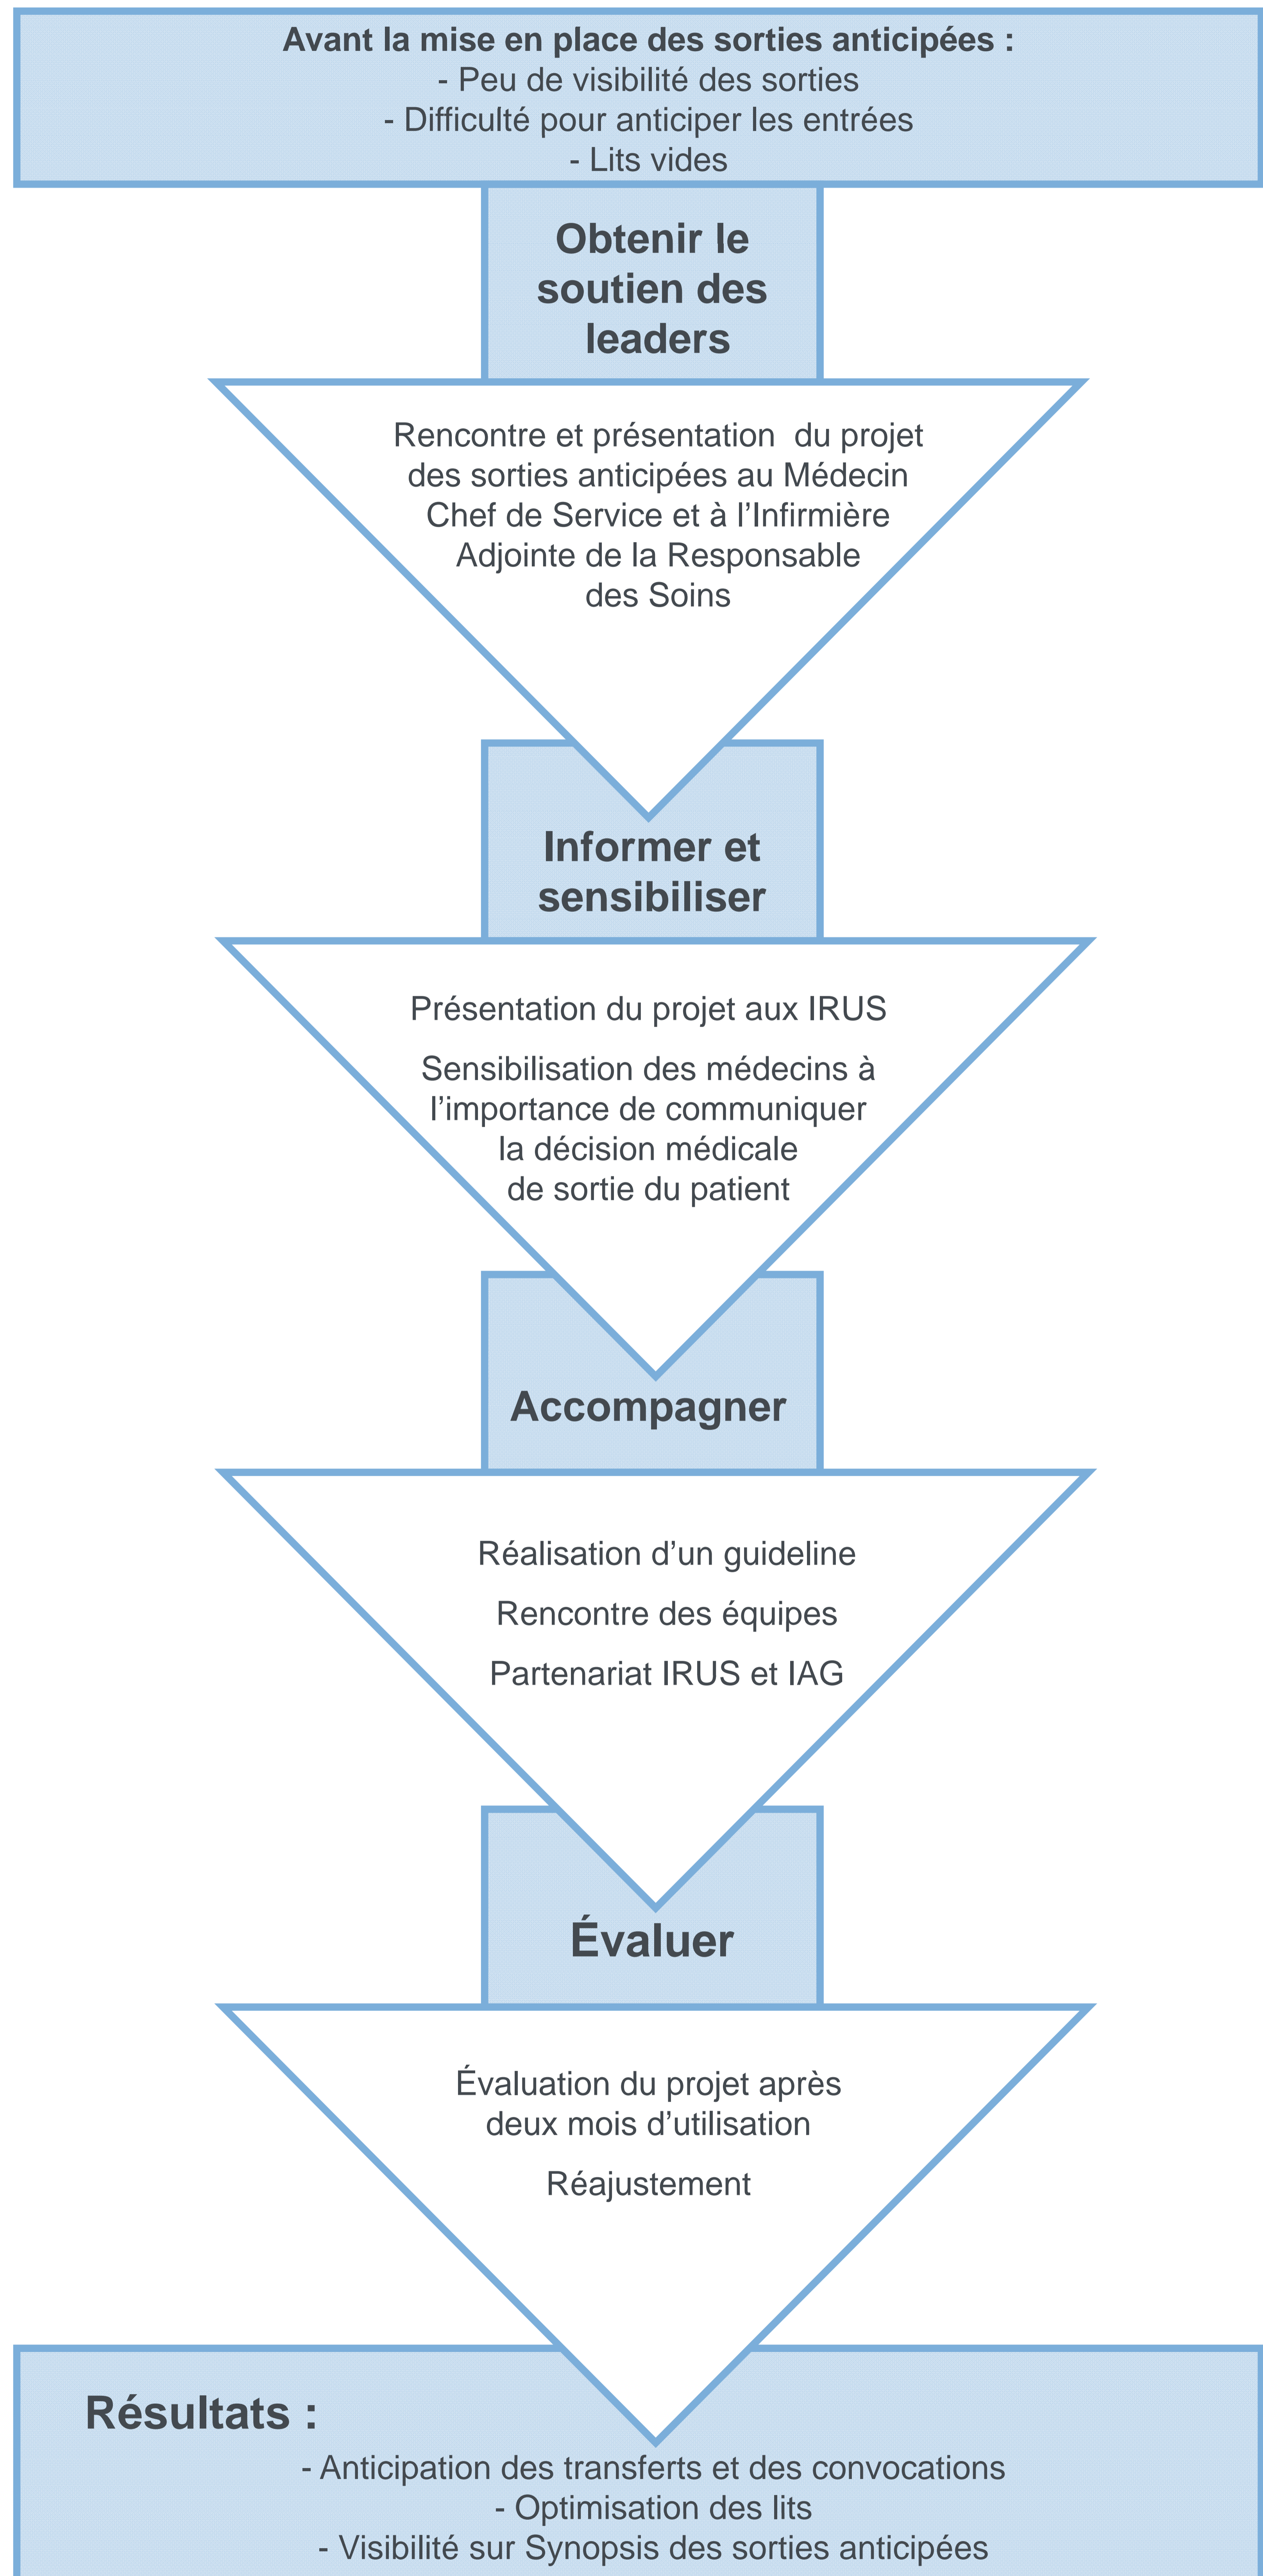 Avant la mise en place des sorties anticipées :
- Peu de visibilité des sorties
- Difficulté pour anticiper les entrées
- Lits vides
Obtenir le
soutien des
leaders
Rencontre et présentation du projet
des sorties anticipées au Médecin
Chef de Service et à l’Infirmière
Adjointe de la Responsable
des Soins
Informer et
sensibiliser
Présentation du projet aux IRUS
Sensibilisation des médecins à
l’importance de communiquer
la décision médicale
de sortie du patient
Accompagner
Réalisation d’un guideline
Rencontre des équipes
Partenariat IRUS et IAG
Évaluer
Évaluation du projet après
deux mois d’utilisation
Réajustement
Résultats :
- Anticipation des transferts et des convocations
- Optimisation des lits
- Visibilité sur Synopsis des sorties anticipées